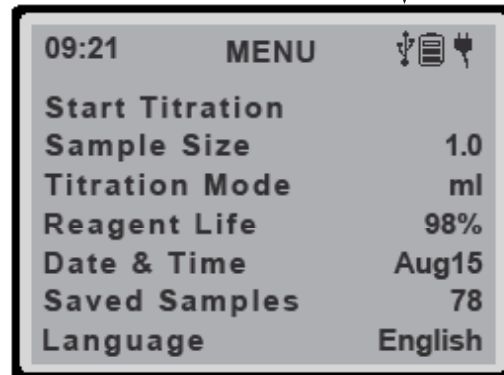 09:21 MENU
Start Titration
Sample Size 1.0
Titration Mode ml
Reagent Life 98%
Date & Time Aug15
Saved Samples 78
Language English